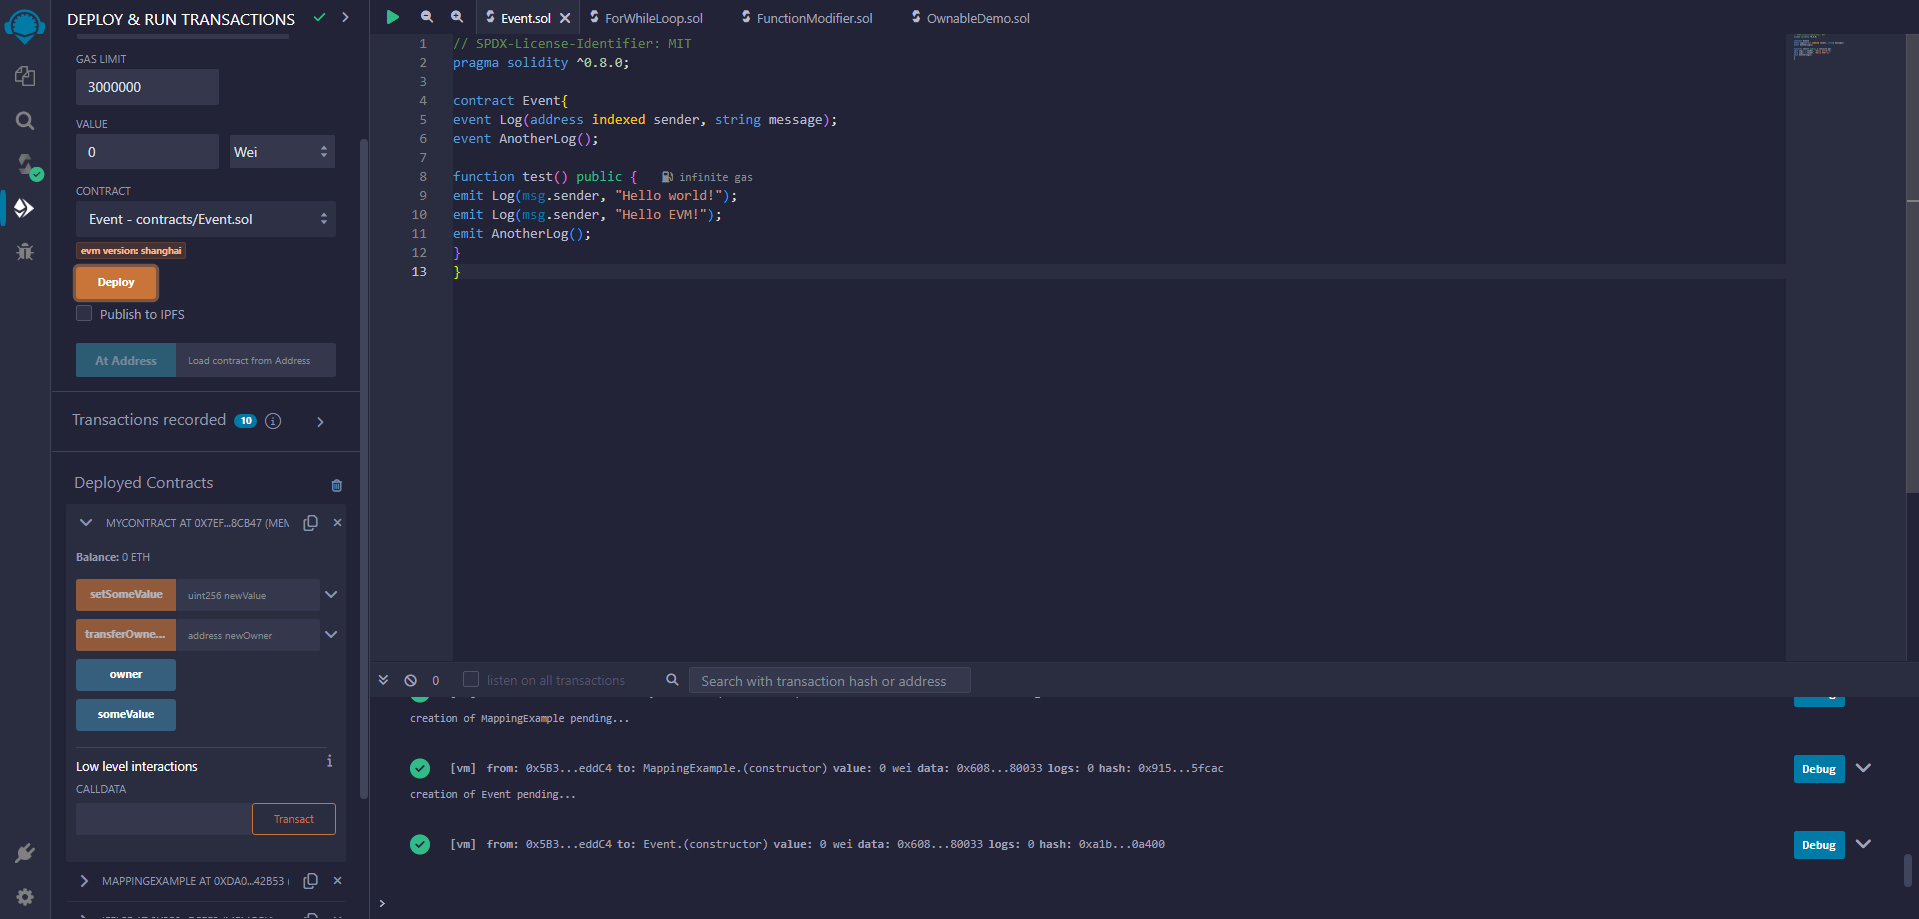 DEPLOY & RUN TRANSACTIONS
GAS LIMIT
3000000
VALUE
0
Wei
CONTRACT
Event - contracts/Event.sol
evm version: shanghai
Deploy
Publish to IPFS
At Address
Load contract from Address
Transactions recorded 10
Deployed Contracts
MYCONTRACT AT 0X7EF...8CB47 (MEM
Balance: 0 ETH
setSomeValue
uint256 newValue
transferOwne...
address newOwner
owner
someValue
Low level interactions
CALLDATA
Transact
MAPPINGEXAMPLE AT 0XDA0...42B53 (
Event.sol
ForWhileLoop.sol
FunctionModifier.sol
OwnableDemo.sol
1 // SPDX-License-Identifier: MIT
2 pragma solidity ^0.8.0;
3
4 contract Event{
5 event Log(address indexed sender, string message);
6 event AnotherLog();
7
8 function test() public { infinite gas
9 emit Log(msg.sender, "Hello world!");
10 emit Log(msg.sender, "Hello EVM!");
11 emit AnotherLog();
12 }
13 }
0
listen on all transactions
Search with transaction hash or address
creation of MappingExample pending...
[vm] from: 0x5B3...eddC4 to: MappingExample.(constructor) value: 0 wei data: 0x608...80033 logs: 0 hash: 0x915...5fcac
Debug
creation of Event pending...
[vm] from: 0x5B3...eddC4 to: Event.(constructor) value: 0 wei data: 0x608...80033 logs: 0 hash: 0xa1b...0a400
Debug
>